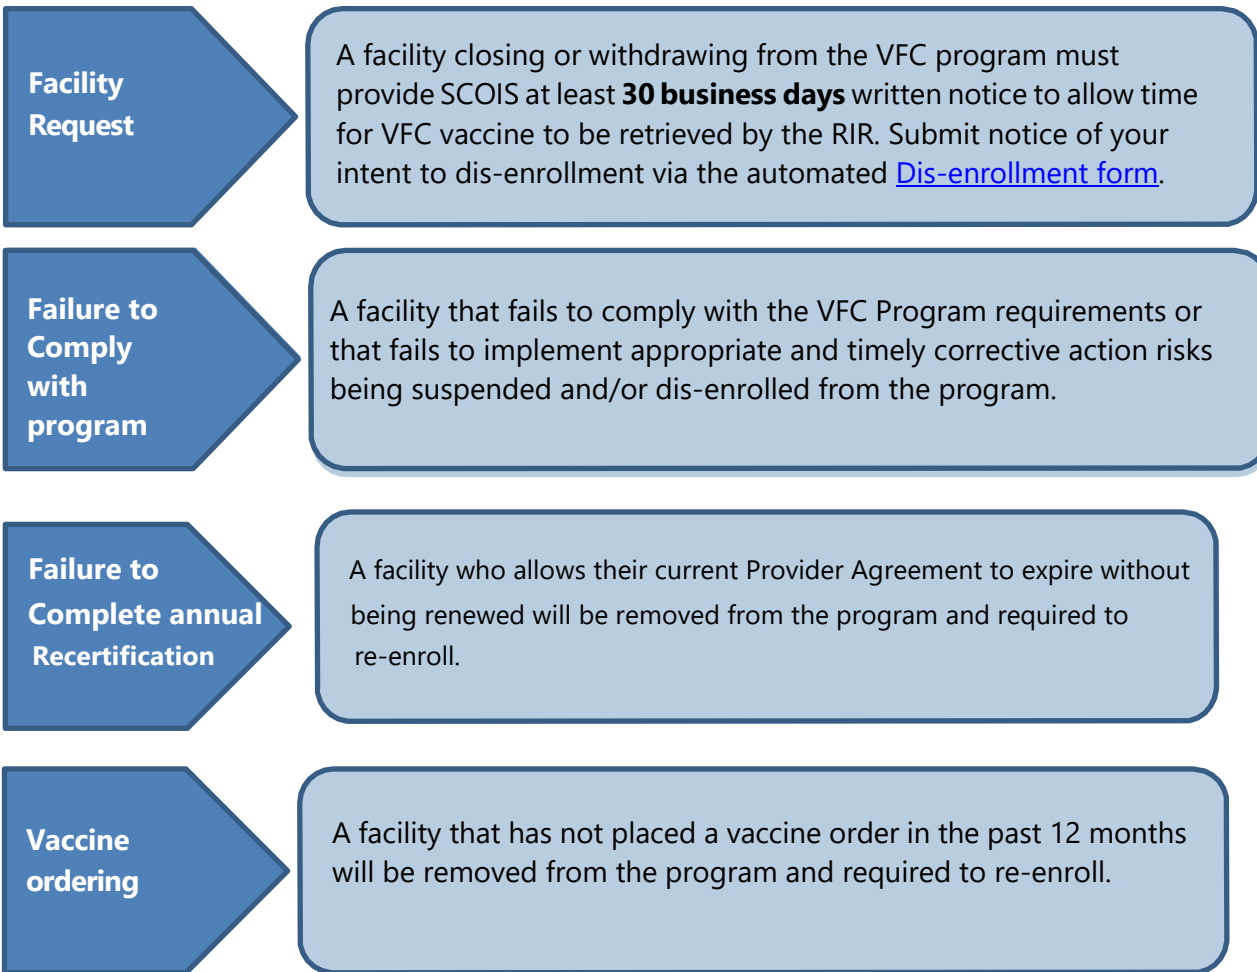 Facility
Request
A facility closing or withdrawing from the VFC program must
provide SCOIS at least 30 business days written notice to allow time
for VFC vaccine to be retrieved by the RIR. Submit notice of your
intent to dis-enrollment via the automated Dis-enrollment form.
Failure to
Comply
with
program
A facility that fails to comply with the VFC Program requirements or
that fails to implement appropriate and timely corrective action risks
being suspended and/or dis-enrolled from the program.
Failure to
Complete annual
Recertification
A facility who allows their current Provider Agreement to expire without
being renewed will be removed from the program and required to
re-enroll.
Vaccine
ordering
A facility that has not placed a vaccine order in the past 12 months
will be removed from the program and required to re-enroll.